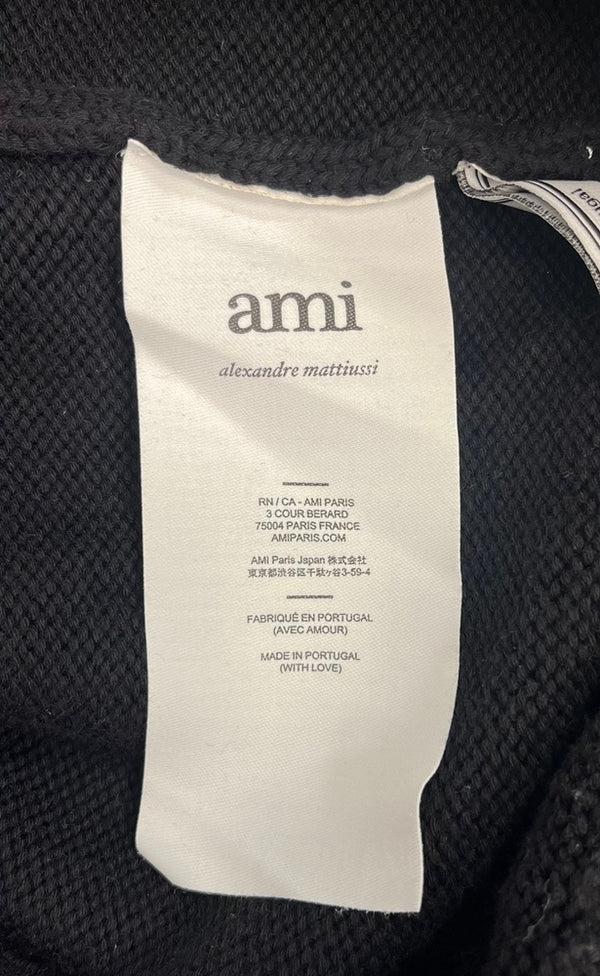 ami
alexandre mattiussi
RN / CA - AMI PARIS
3 COUR BERARD
75004 PARIS FRANCE
AMIPARIS.COM
AMI Paris Japan 株式会社
東京都渋谷区千駄ヶ谷3-59-4
FABRIQUÉ EN PORTUGAL
(AVEC AMOUR)
MADE IN PORTUGAL
(WITH LOVE)